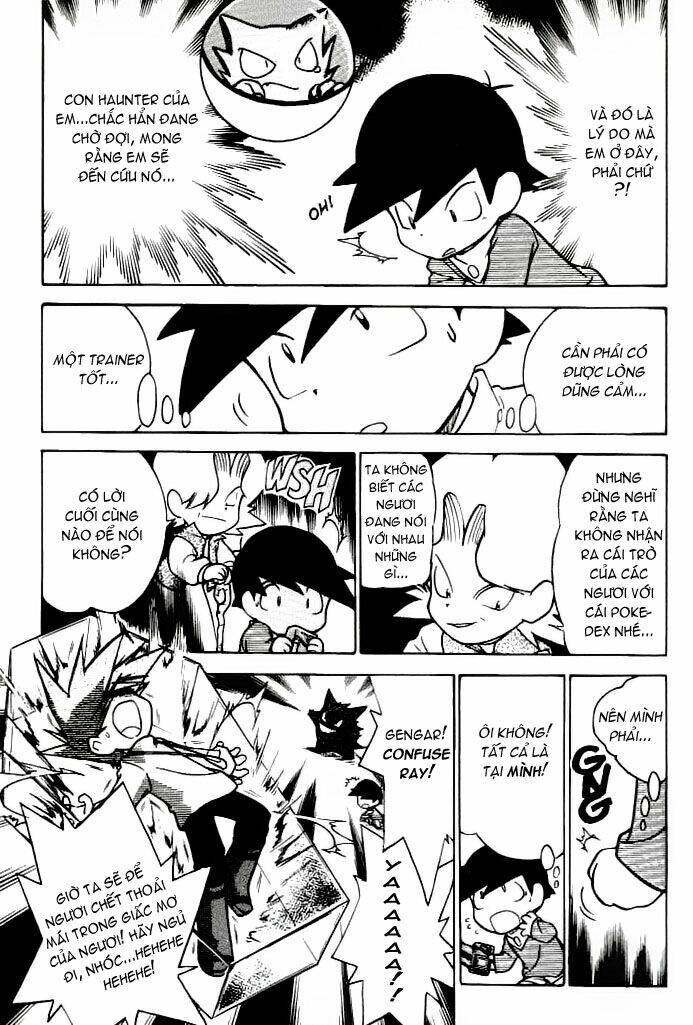 VÀ ĐÓ LÀ
LÝ DO MÀ
EM Ở ĐÂY,
PHẢI CHỨ
?!
CON HAUNTER CỦA
EM...CHẮC HẲN ĐANG
CHỜ ĐỢI, MONG
RẰNG EM SẼ
ĐẾN CỨU NÓ...
OH!
CẦN PHẢI CÓ
ĐƯỢC LÒNG
DŨNG CẢM...
MỘT TRAINER
TỐT...
NHƯNG
ĐỪNG NGHĨ
RẰNG TA
KHÔNG NHẬN
RA CÁI TRÒ
CỦA CÁC
NGƯƠI VỚI
CÁI POKE-
DEX NHÉ...
TA KHÔNG
BIẾT CÁC
NGƯƠI
ĐANG NÓI
VỚI NHAU
NHỮNG
GÌ...
WSH
CÓ LỜI
CUỐI CÙNG
NÀO ĐỂ NÓI
KHÔNG?
NÊN MÌNH
PHẢI...
GNG
ÔI KHÔNG!
TẤT CẢ LÀ
TẠI MÌNH!
GENGAR!
CONFUSE
RAY!
YAAAAAA!!
GIỜ TA SẼ ĐỂ
NGƯƠI CHẾT THOẢI
MÁI TRONG GIẤC MƠ
CỦA NGƯƠI! HÃY NGỦ
ĐI, NHÓC...HEHEHE
HEHEHE!